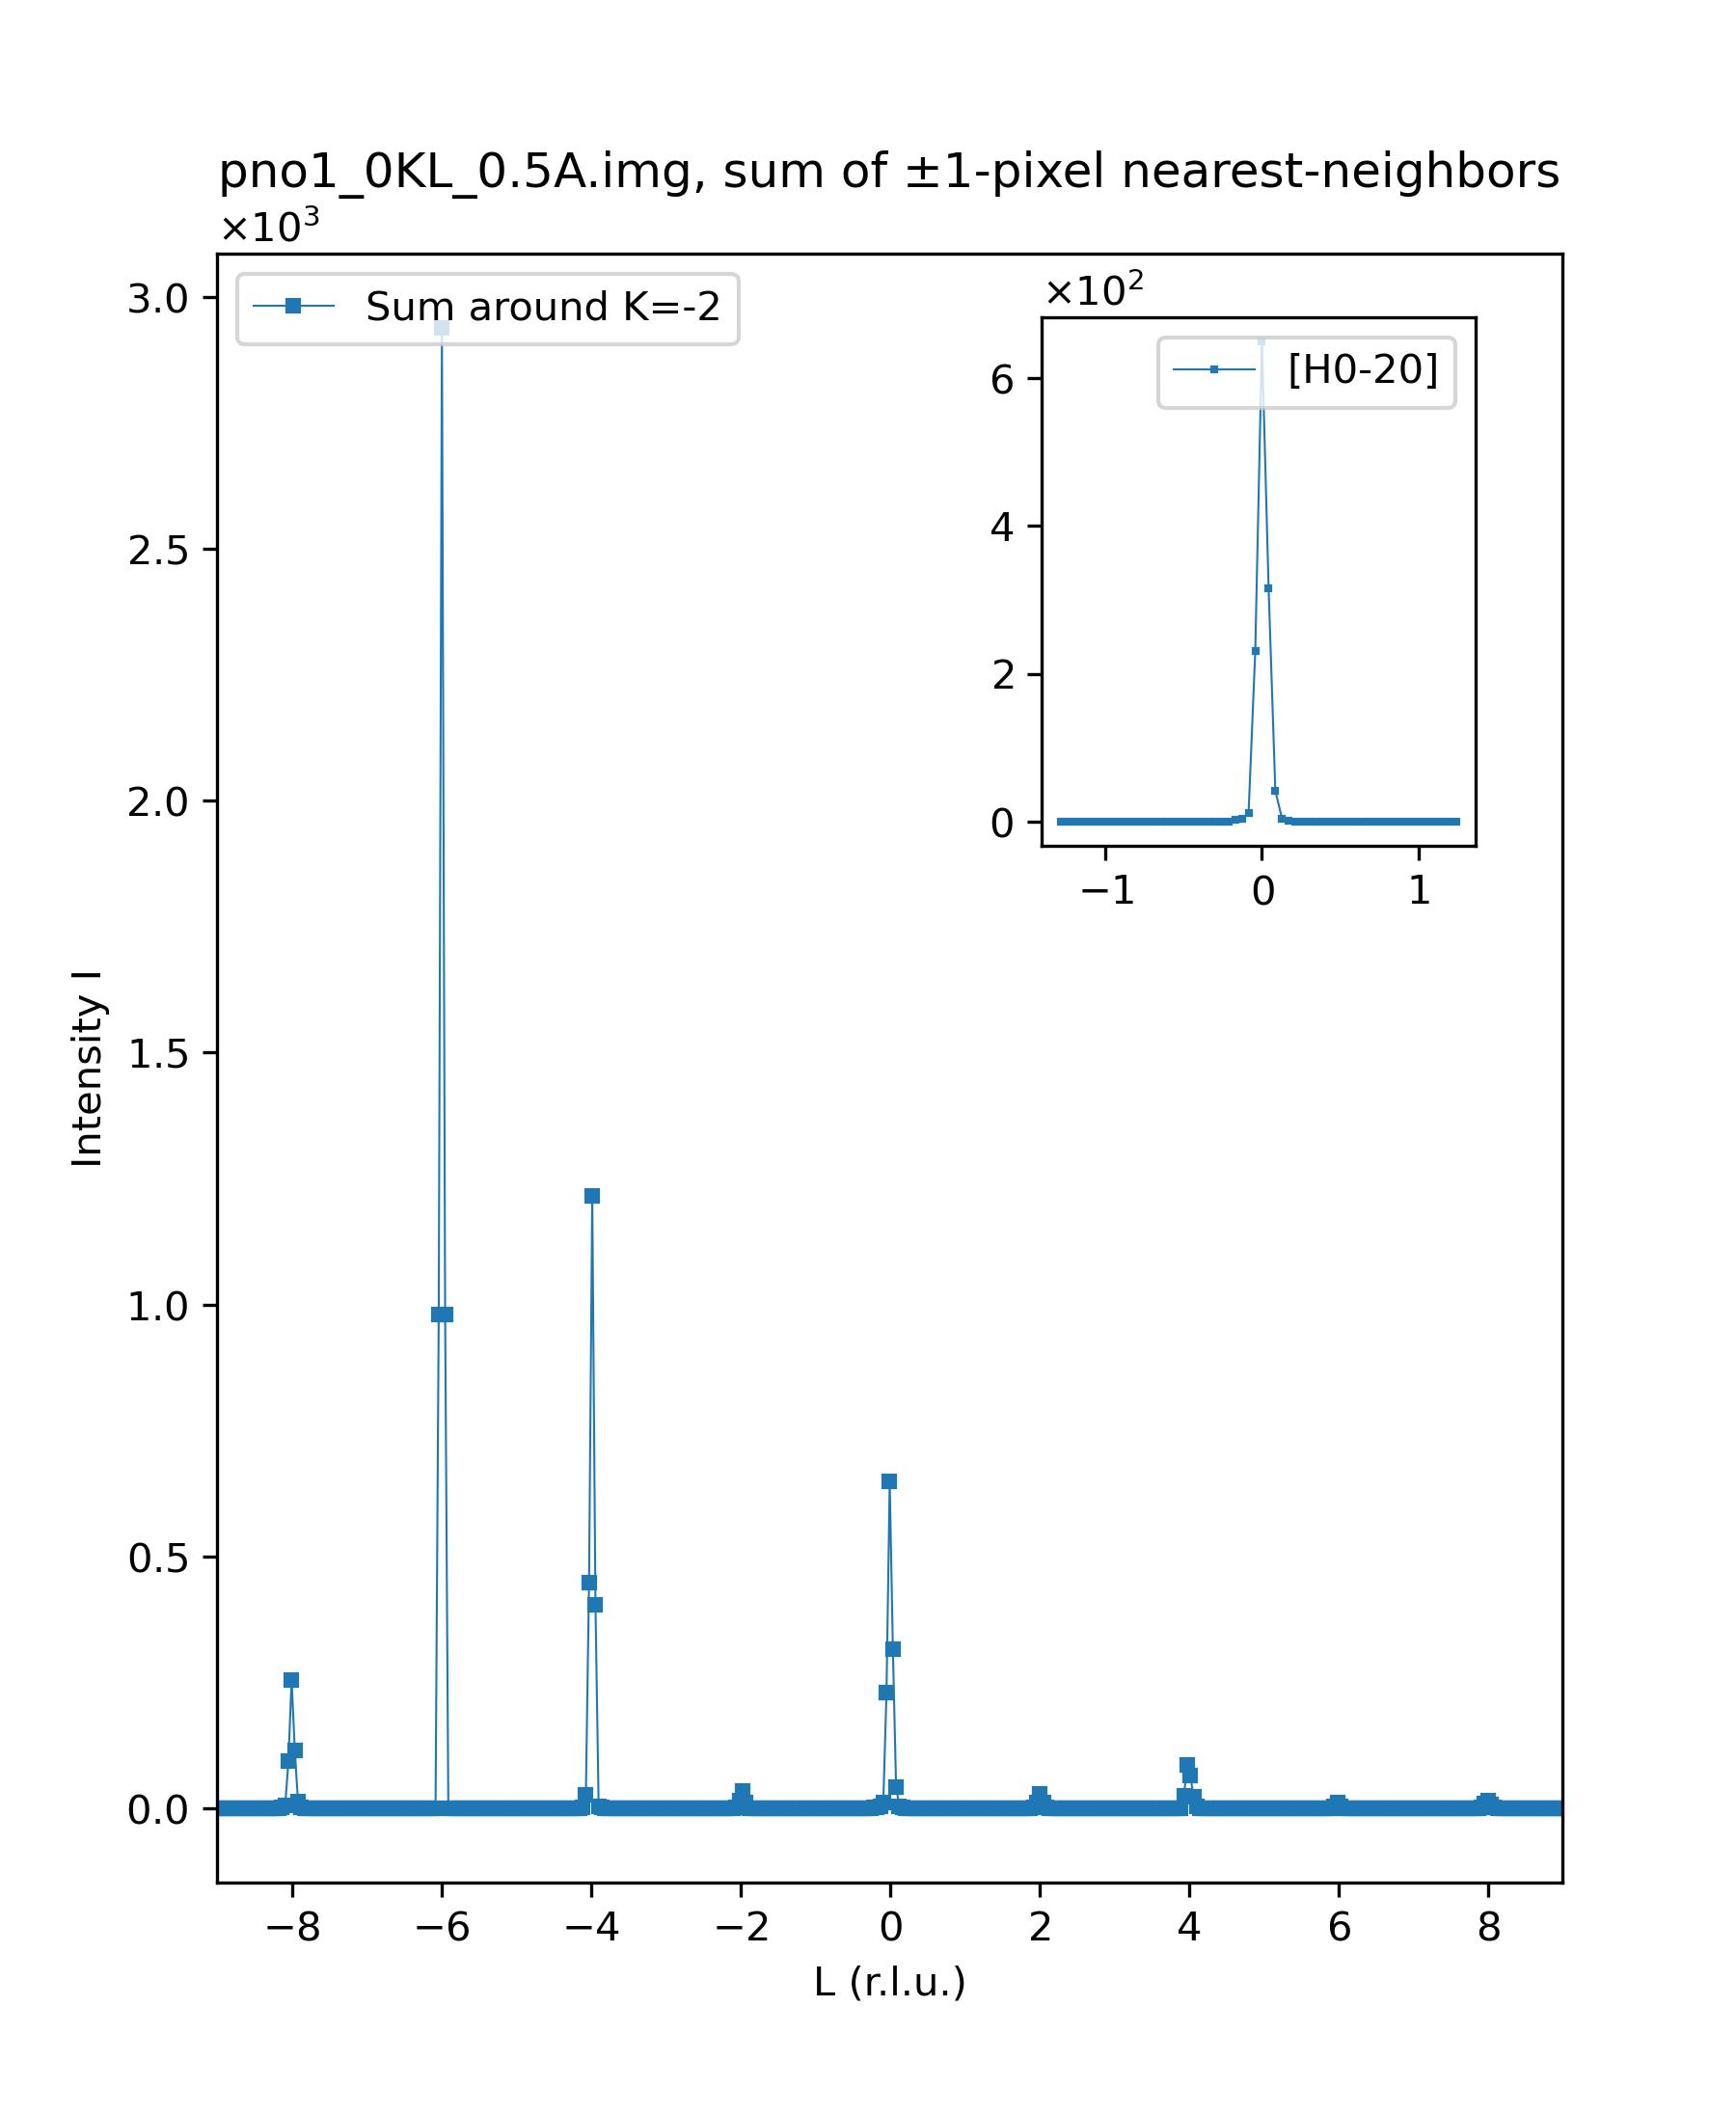 pno1_0KL_0.5A.img, sum of ±1-pixel nearest-neighbors
×10³
Sum around K=-2
×10²
[H0-20]
6
4
2
0
−1 0 1
3.0
2.5
2.0
1.5
1.0
0.5
0.0
Intensity I
−8 −6 −4 −2 0 2 4 6 8
L (r.l.u.)